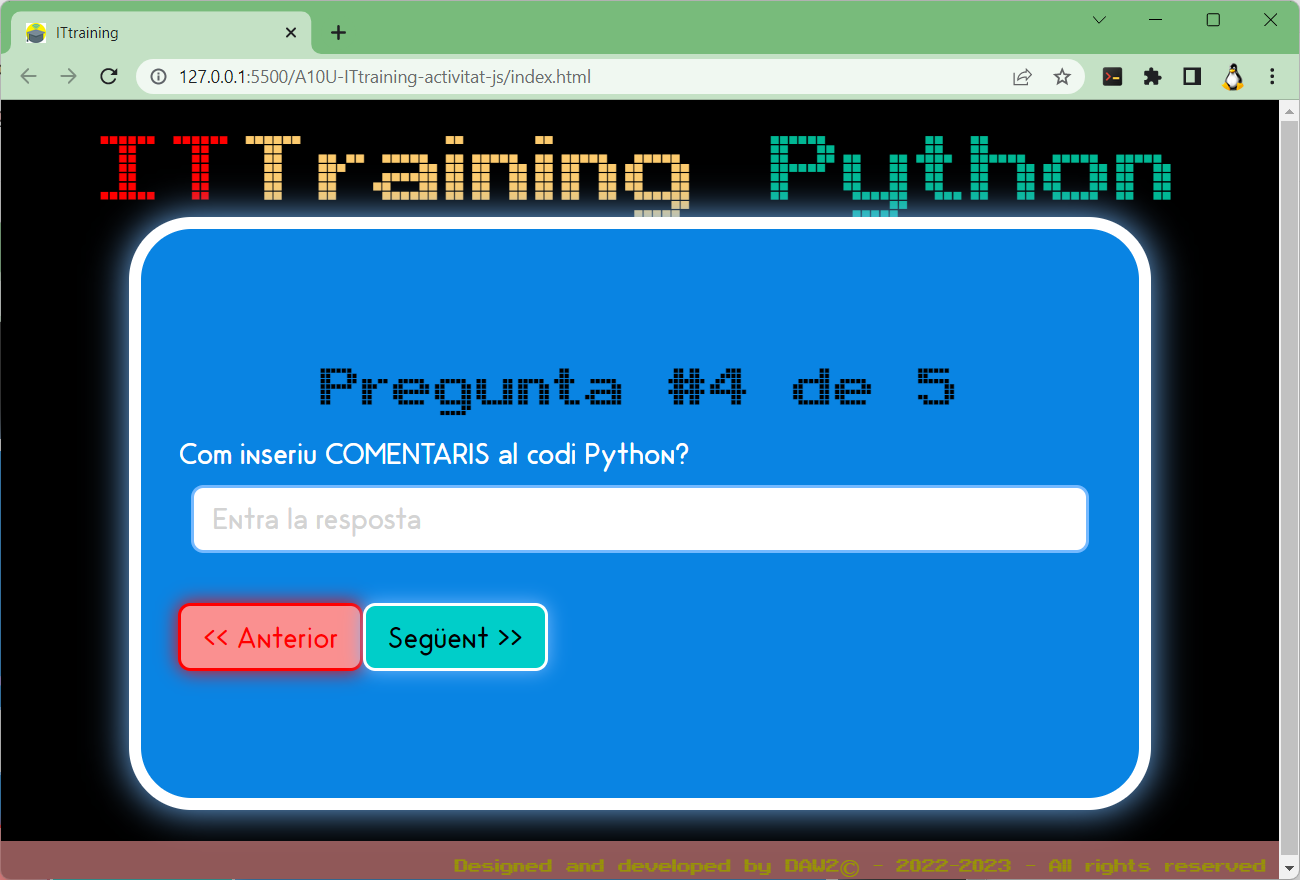 ITtraining
127.0.0.1:5500/A10U-ITtraining-activitat-js/index.html
ITTraining Python
Pregunta #4 de 5
Com inseriu COMENTARIS al codi Python?
Entra la resposta
<< Anterior Següent >>
Designed and developed by DAW2© - 2022-2023 - All rights reserved